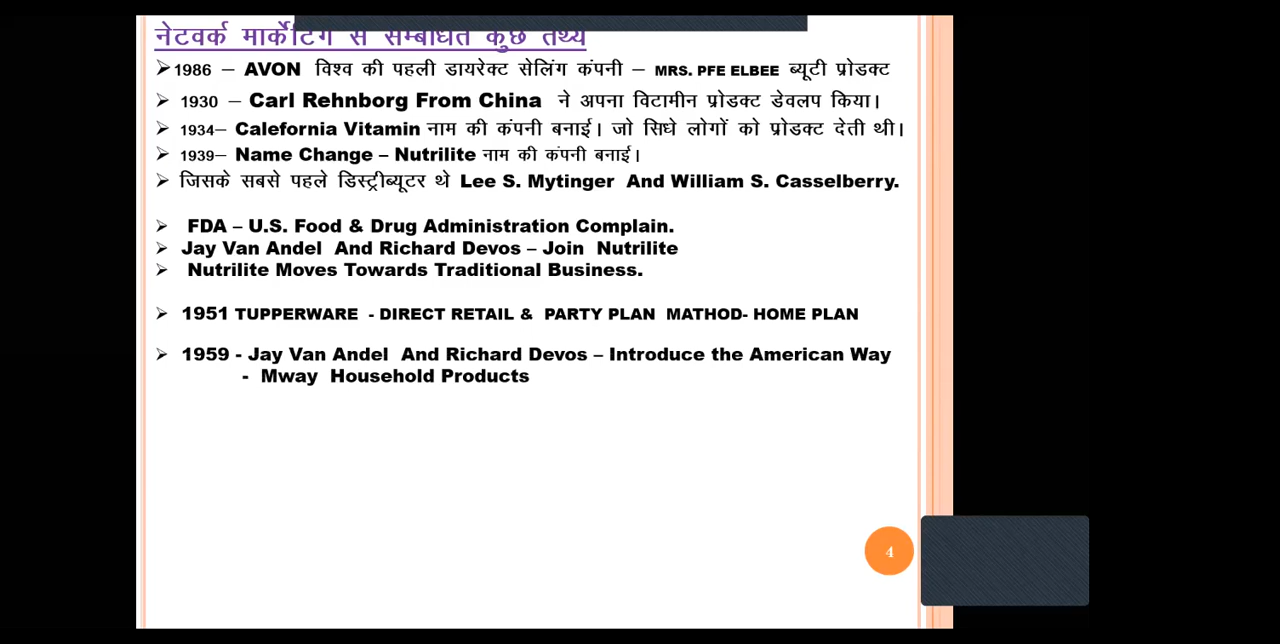 नेटवर्क मार्केटिंग से सम्बंधित कुछ तथ्य
➢1986 – AVON विश्व की पहली डायरेक्ट सेलिंग कंपनी – MRS. PFE ELBEE ब्यूटी प्रोडक्ट
➢ 1930 – Carl Rehnborg From China ने अपना विटामीन प्रोडक्ट डेवलप किया।
➢ 1934– Calefornia Vitamin नाम की कंपनी बनाई। जो सिधे लोगों को प्रोडक्ट देती थी।
➢ 1939– Name Change – Nutrilite नाम की कंपनी बनाई।
➢ जिसके सबसे पहले डिस्ट्रीब्यूटर थे Lee S. Mytinger And William S. Casselberry.
➢ FDA – U.S. Food & Drug Administration Complain.
➢ Jay Van Andel And Richard Devos – Join Nutrilite
➢ Nutrilite Moves Towards Traditional Business.
➢ 1951 TUPPERWARE - DIRECT RETAIL & PARTY PLAN MATHOD- HOME PLAN
➢ 1959 - Jay Van Andel And Richard Devos – Introduce the American Way
- Mway Household Products
4